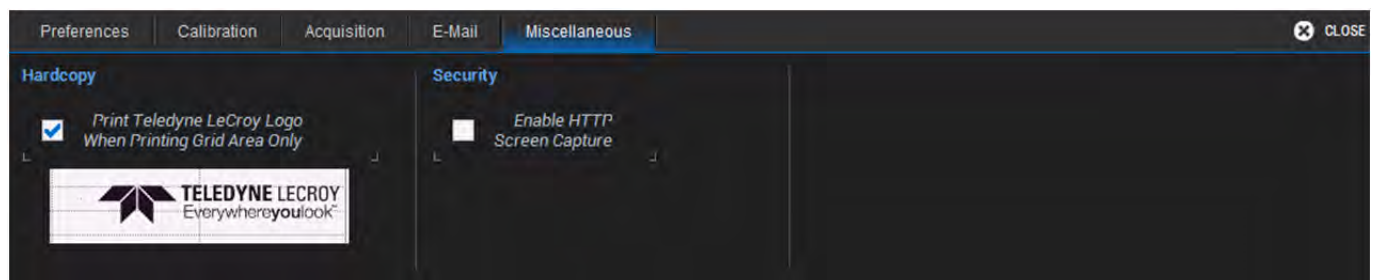 Preferences
Calibration
Acquisition
E-Mail
Miscellaneous
CLOSE
Hardcopy
Print Teledyne LeCroy Logo
When Printing Grid Area Only
TELEDYNE LECROY
Everywhereyoulook™
Security
Enable HTTP
Screen Capture